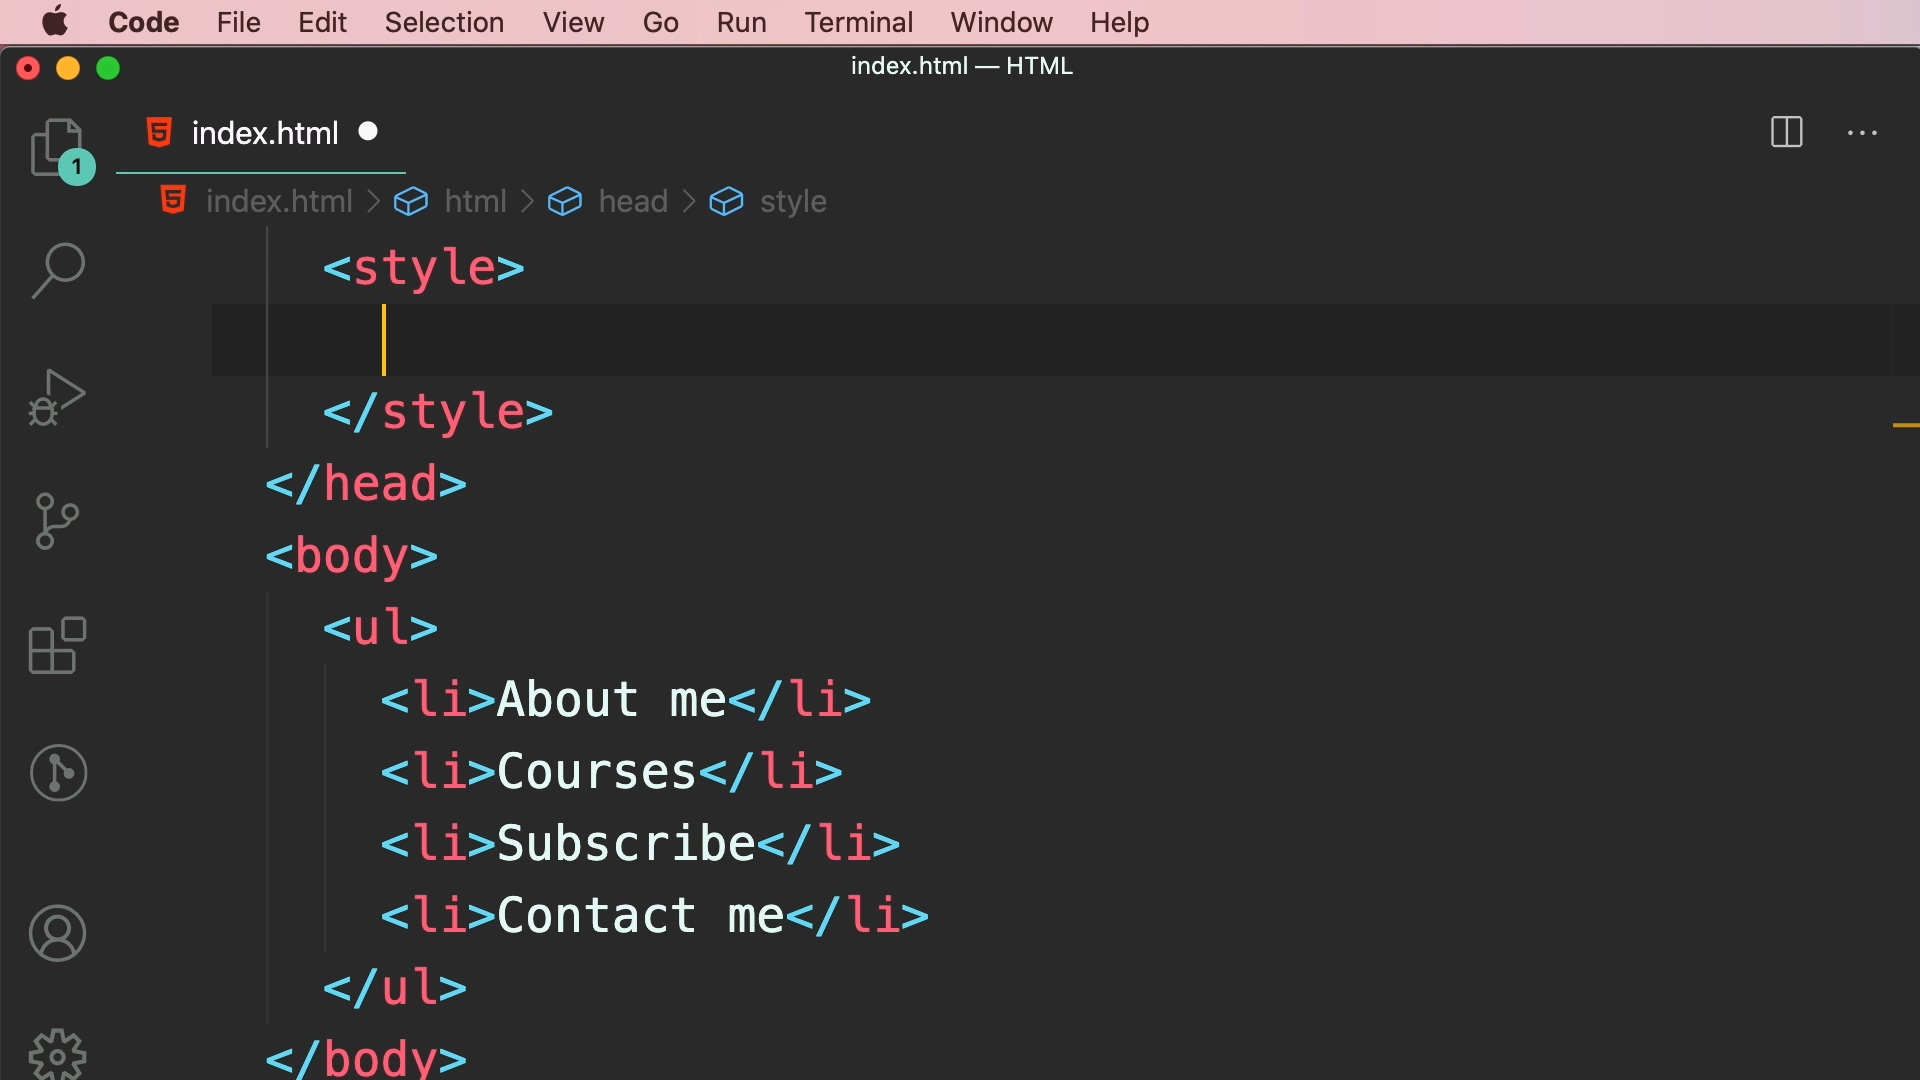 Code File Edit Selection View Go Run Terminal Window Help
index.html — HTML
index.html
1
index.html > html > head > style
<style>
</style>
</head>
<body>
<ul>
<li>About me</li>
<li>Courses</li>
<li>Subscribe</li>
<li>Contact me</li>
</ul>
</body>